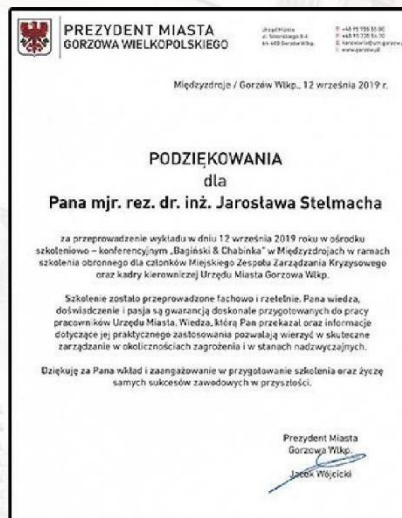 PREZYDENT MIASTA
GORZOWA WIELKOPOLSKIEGO
Urząd Miasta
Międzyzdroje / Gorzów Wlkp., 12 września 2019 r.
PODZIĘKOWANIA
dla
Pana mjr. rez. dr. inż. Jarosława Stelmacha
za przeprowadzenie wykładu w dniu 12 września 2019 roku w ośrodku
szkoleniowo – konferencyjnym „Bagiński & Chabinka" w Międzyzdrojach w ramach
szkolenia obronnego dla członków Miejskiego Zespołu Zarządzania Kryzysowego
oraz kadry kierowniczej Urzędu Miasta Gorzowa Wlkp.
Szkolenie zostało przeprowadzone fachowo i rzetelnie. Pana wiedza,
doświadczenie i pasja są gwarancją doskonale przygotowanych do pracy
pracowników Urzędu Miasta. Wiedza, którą Pan przekazał oraz informacje
dotyczące jej praktycznego zastosowania pozwalają wierzyć w skuteczne
zarządzanie w okolicznościach zagrożenia i w stanach nadzwyczajnych.
Dziękuję za Pana wkład i zaangażowanie w przygotowanie szkolenia oraz życzę
samych sukcesów zawodowych w przyszłości.
Prezydent Miasta
Gorzowa Wlkp.
Jacek Wójcicki